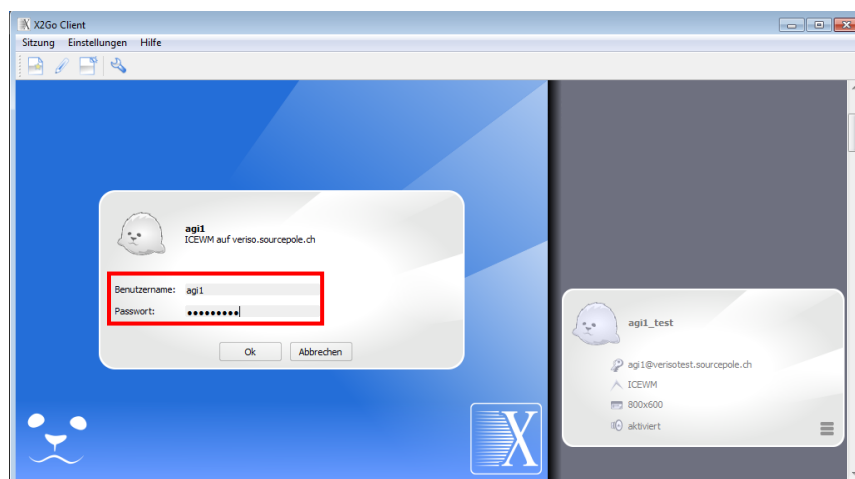 X2Go Client
Sitzung Einstellungen Hilfe
agi1
ICEWM auf veriso.sourcepole.ch
Benutzername: agi1
Passwort: •••••••••
Ok Abbrechen
agi1_test
agi1@verisotest.sourcepole.ch
ICEWM
800x600
aktiviert
X